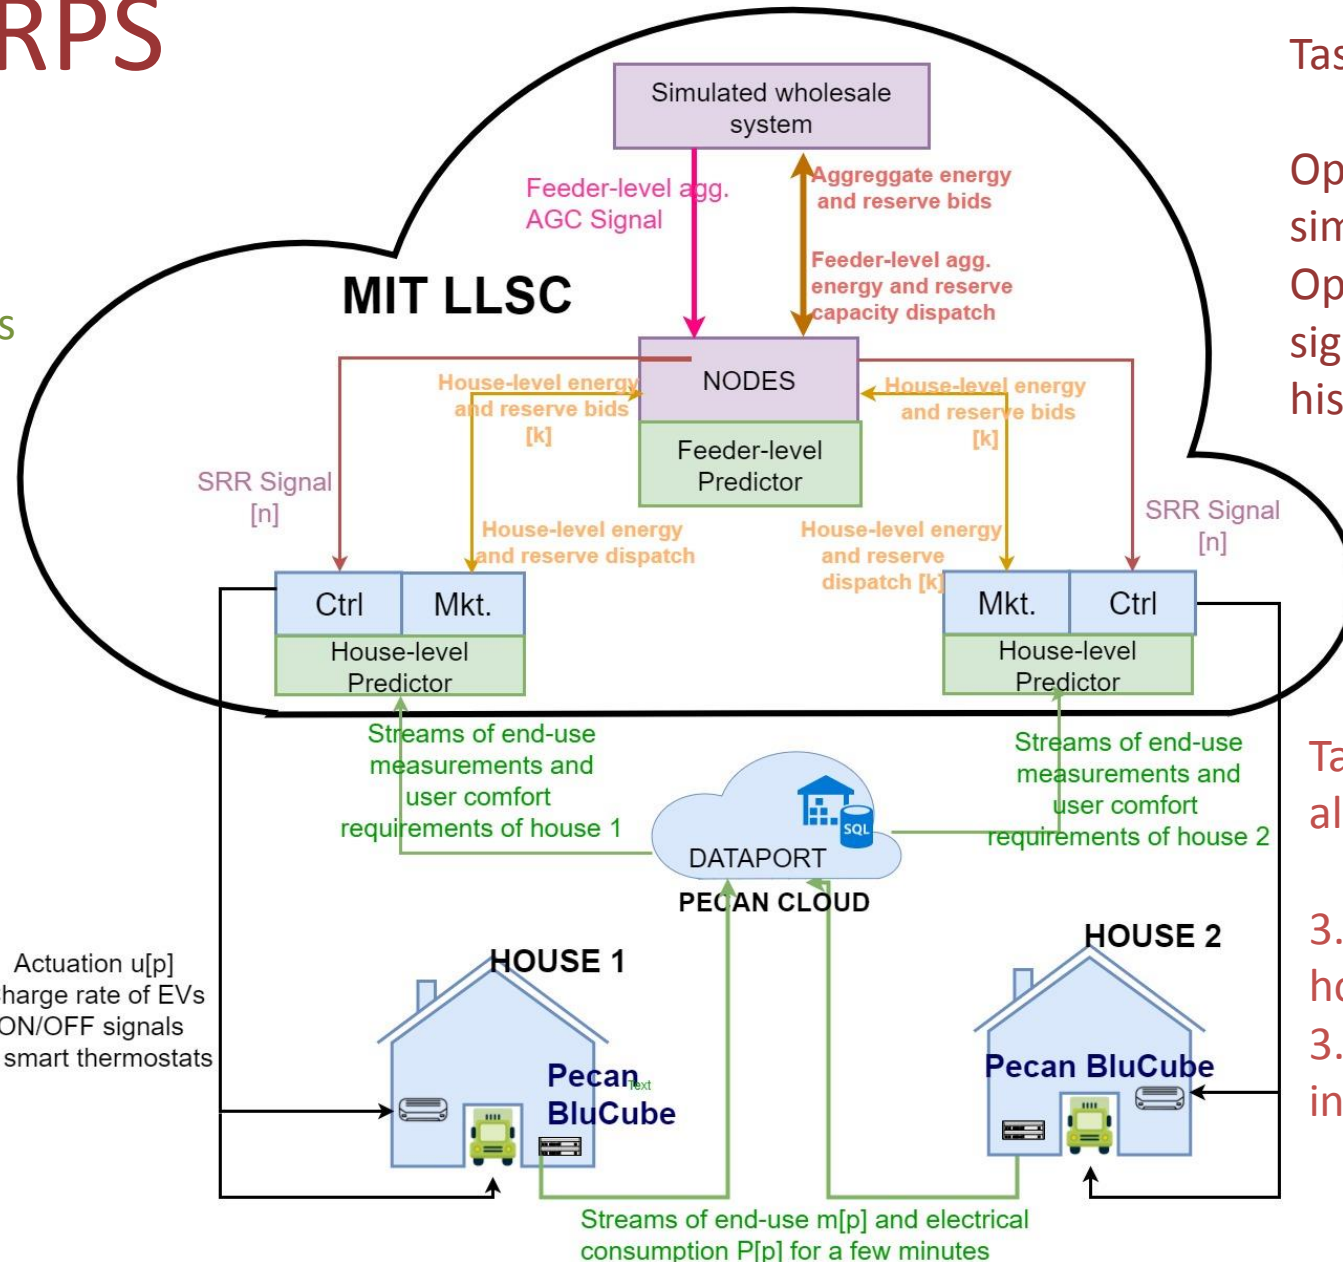 RPS
Simulated wholesale
system
Feeder-level agg.
AGC Signal
Aggreggate energy
and reserve bids
Feeder-level agg.
energy and reserve
capacity dispatch
MIT LLSC
s
NODES
Feeder-level
Predictor
House-level energy
and reserve bids
[k]
House-level energy
and reserve bids
[k]
SRR Signal
[n]
House-level energy
and reserve dispatch
House-level energy
and reserve
dispatch [k]
SRR Signal
[n]
Ctrl
Mkt.
House-level
Predictor
Mkt.
Ctrl
House-level
Predictor
Streams of end-use
measurements and
user comfort
requirements of house 1
Streams of end-use
measurements and
user comfort
requirements of house 2
SQL
DATAPORT
PECAN CLOUD
HOUSE 1
HOUSE 2
Actuation u[p]
harge rate of EVs
ON/OFF signals
smart thermostats
Pecan
Text
BluCube
Pecan BluCube
Streams of end-use m[p] and electrical
consumption P[p] for a few minutes
Tas
Op
sim
Op
sig
his
Ta
al
3.
ho
3.
in